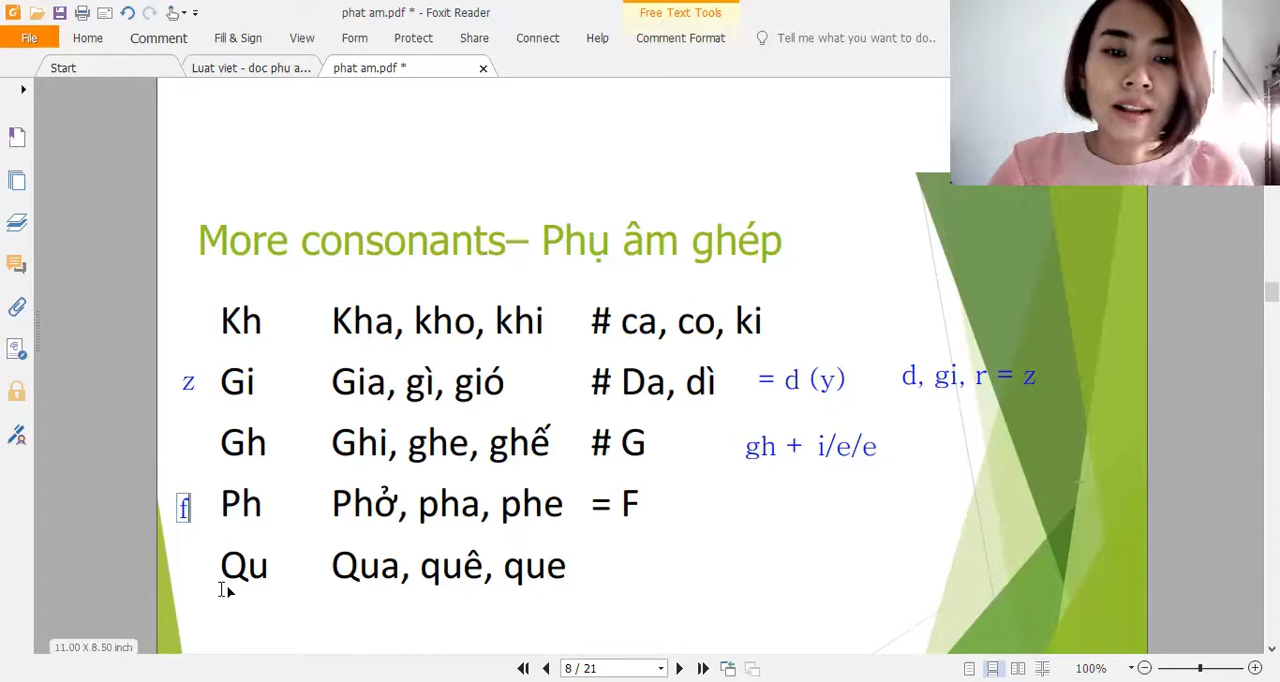 phat am.pdf * - Foxit Reader
Free Text Tools
File Home Comment Fill & Sign View Form Protect Share Connect Help Comment Format Tell me what you want to do..
Start Luat viet - doc phu a... phat am.pdf *
More consonants– Phụ âm ghép
Kh Kha, kho, khi # ca, co, ki
z Gi Gia, gì, gió # Da, dì = d (y) d, gi, r = z
Gh Ghi, ghe, ghế # G gh + i/e/e
f Ph Phở, pha, phe = F
Qu Qua, quê, que
11.00 x 8.50 inch
8 / 21 100%